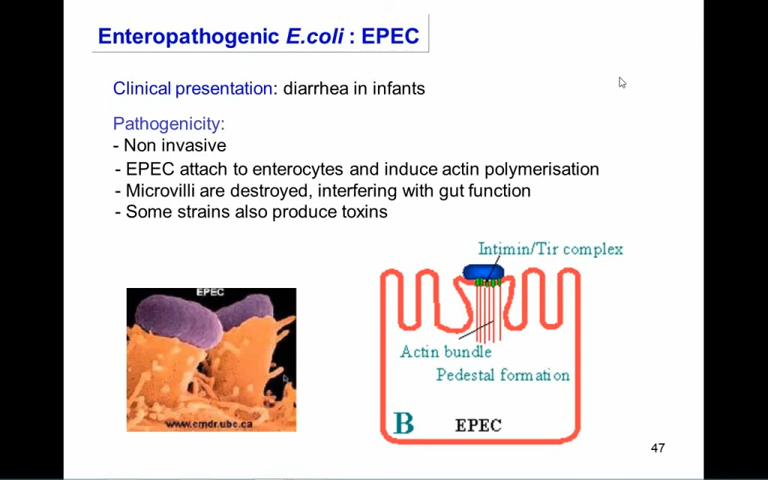 Enteropathogenic E.coli : EPEC
Clinical presentation: diarrhea in infants
Pathogenicity:
- Non invasive
- EPEC attach to enterocytes and induce actin polymerisation
- Microvilli are destroyed, interfering with gut function
- Some strains also produce toxins
EPEC
www.cmdr.ubc.ca
Intimin/Tir complex
Actin bundle
Pedestal formation
B EPEC
47